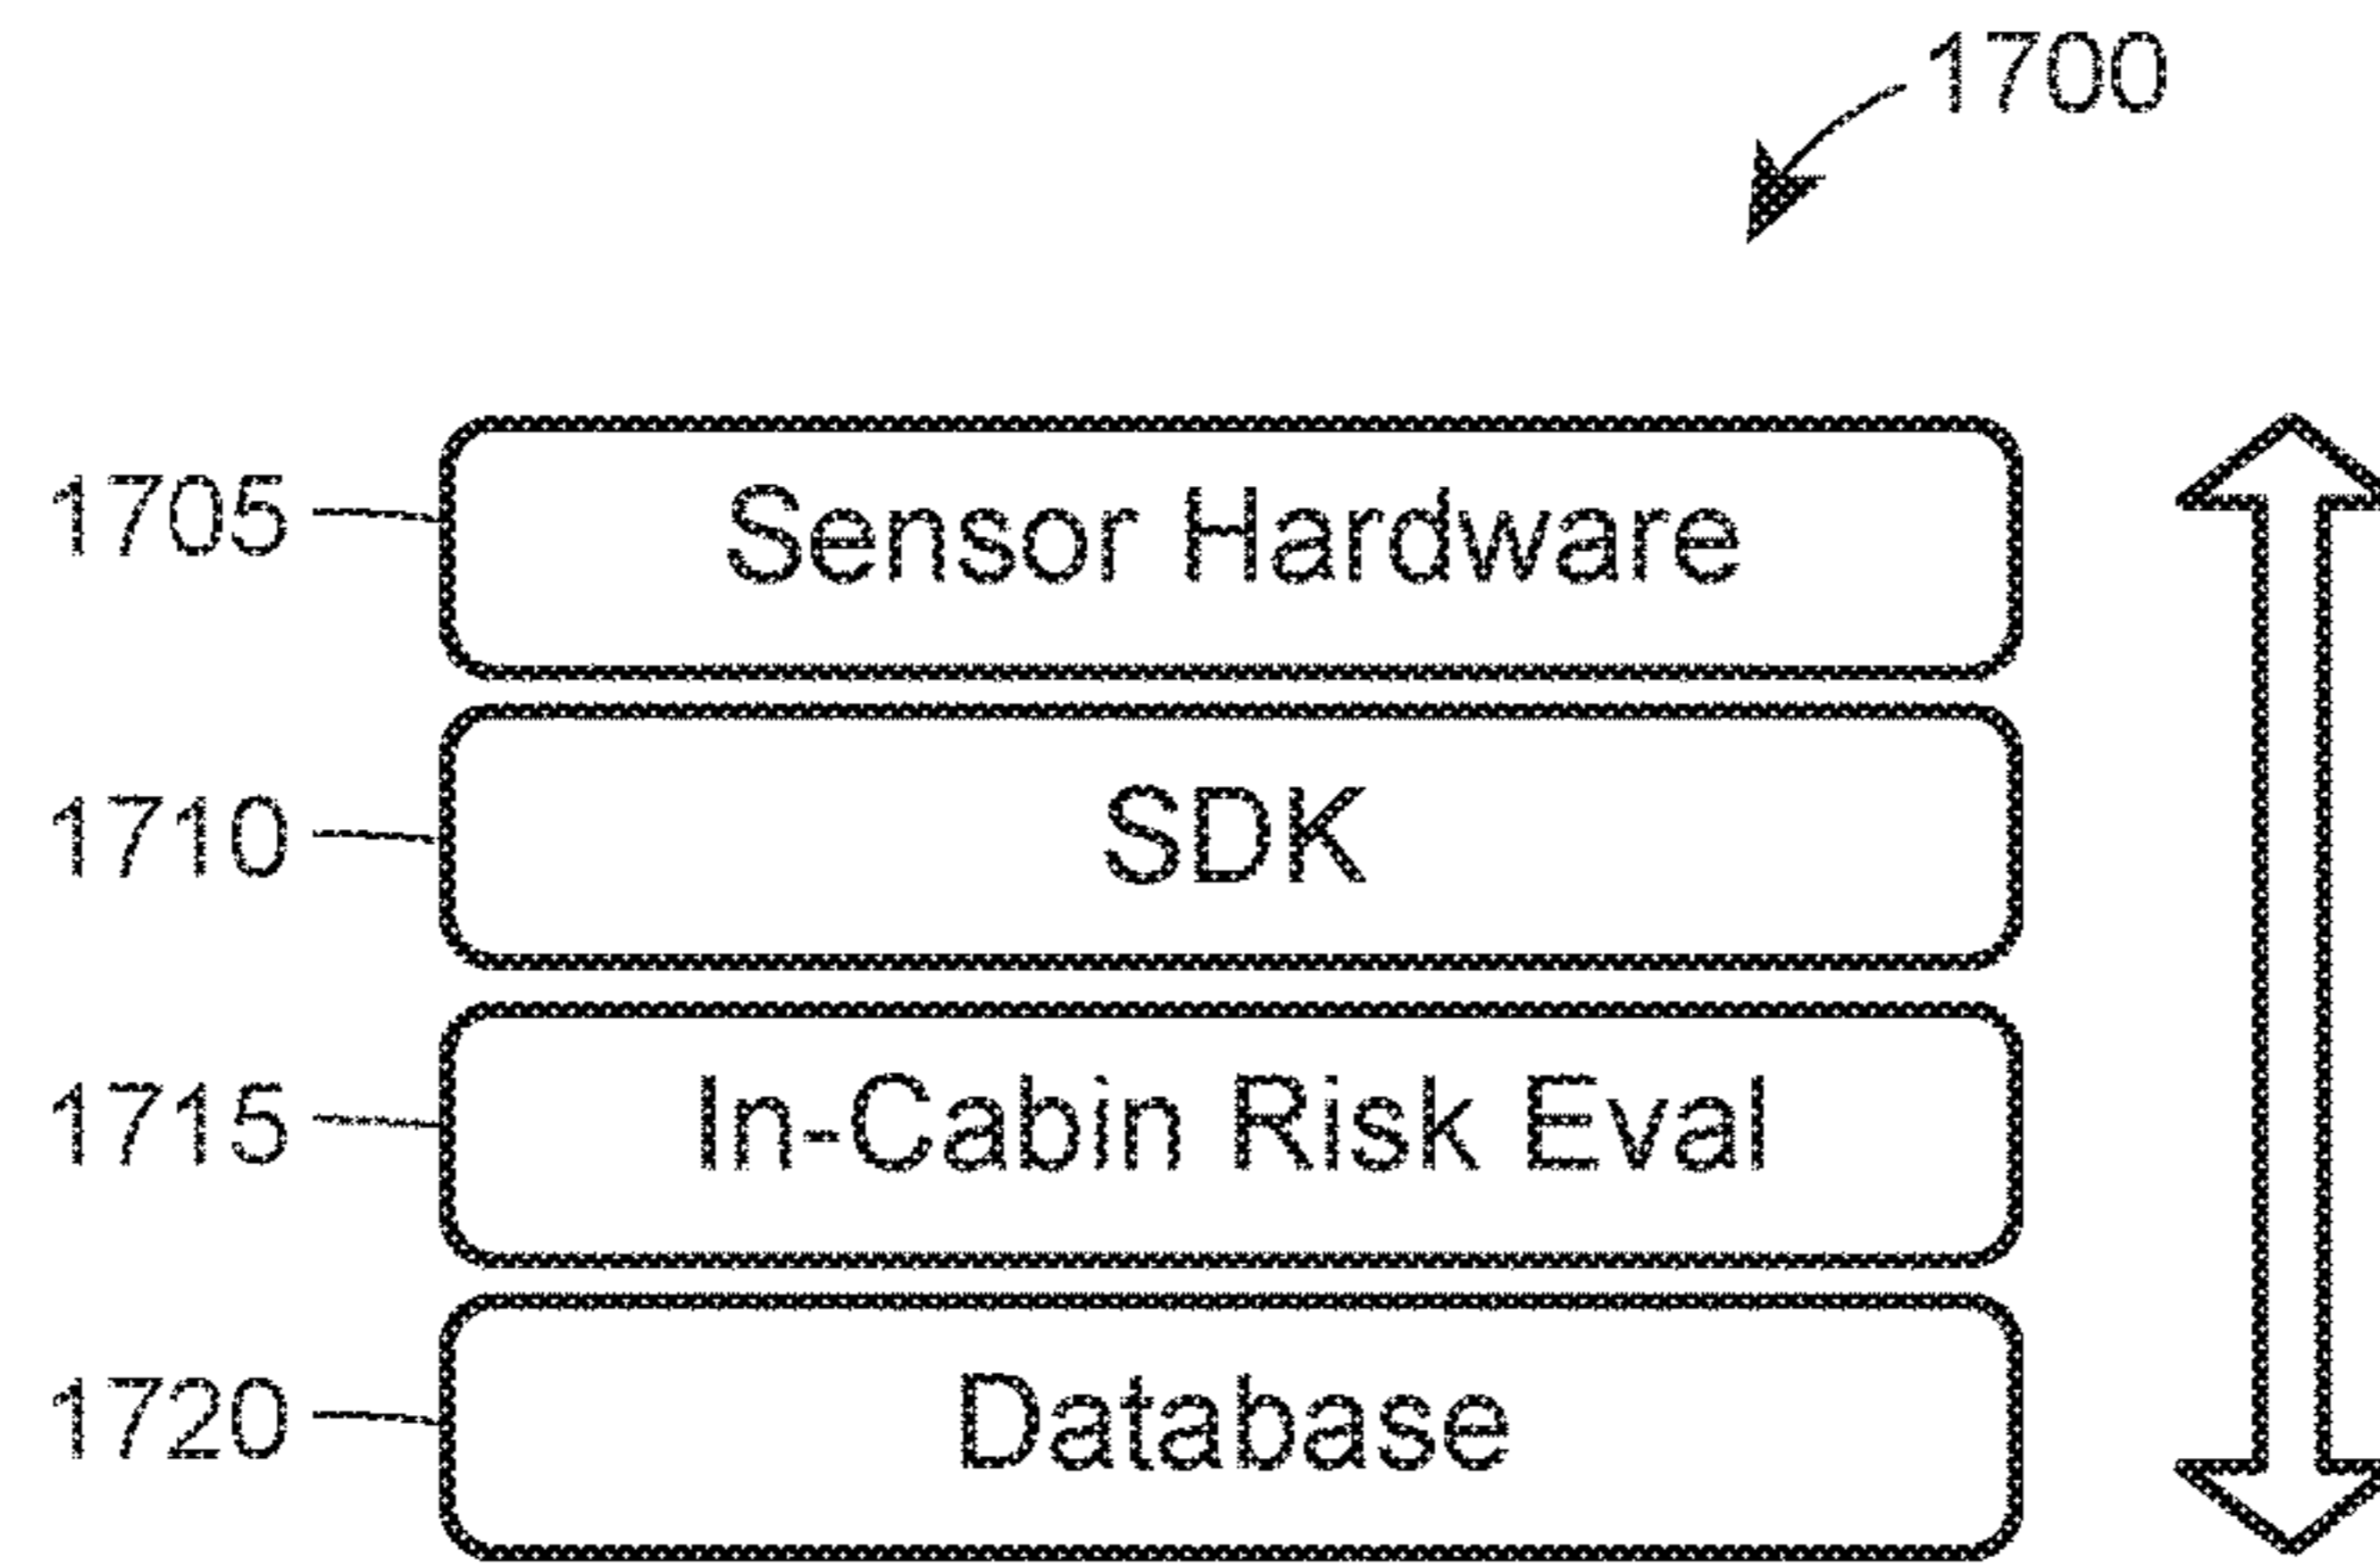 1700
1705 Sensor Hardware
1710 SDK
1715 In-Cabin Risk Eval
1720 Database